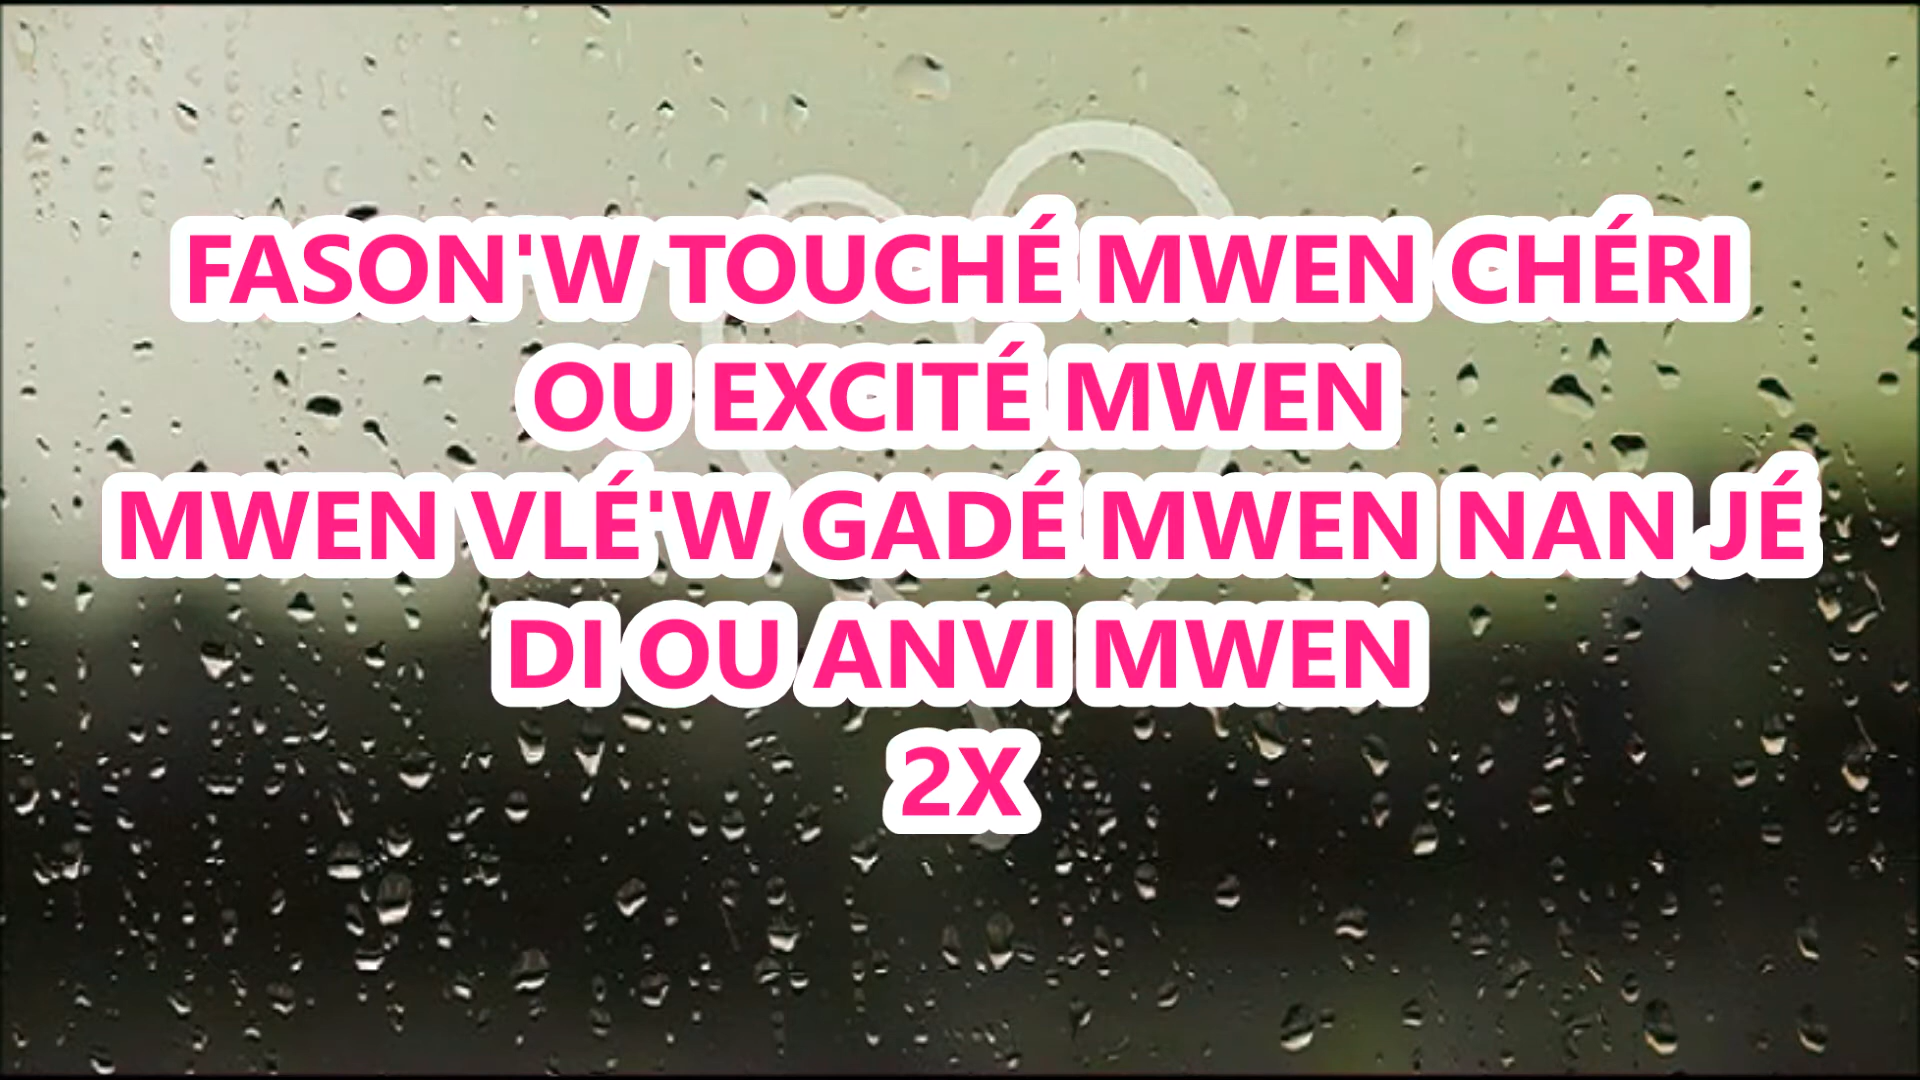 FASON'W TOUCHÉ MWEN CHÉRI
OU EXCITÉ MWEN
MWEN VLÉ'W GADÉ MWEN NAN JÉ
DI OU ANVI MWEN
2X